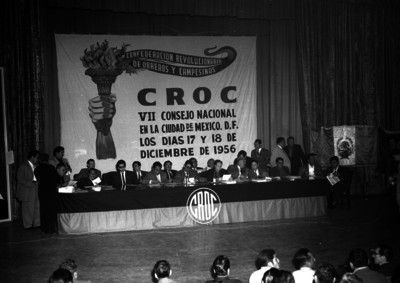 CONFEDERACION REVOLUCIONARIA
DE OBREROS Y CAMPESINOS
CROC
VII CONSEJO NACIONAL
EN LA CIUDAD DE MEXICO. D.F.
LOS DIAS 17 Y 18 DE
DICIEMBRE DE 1956
CROC